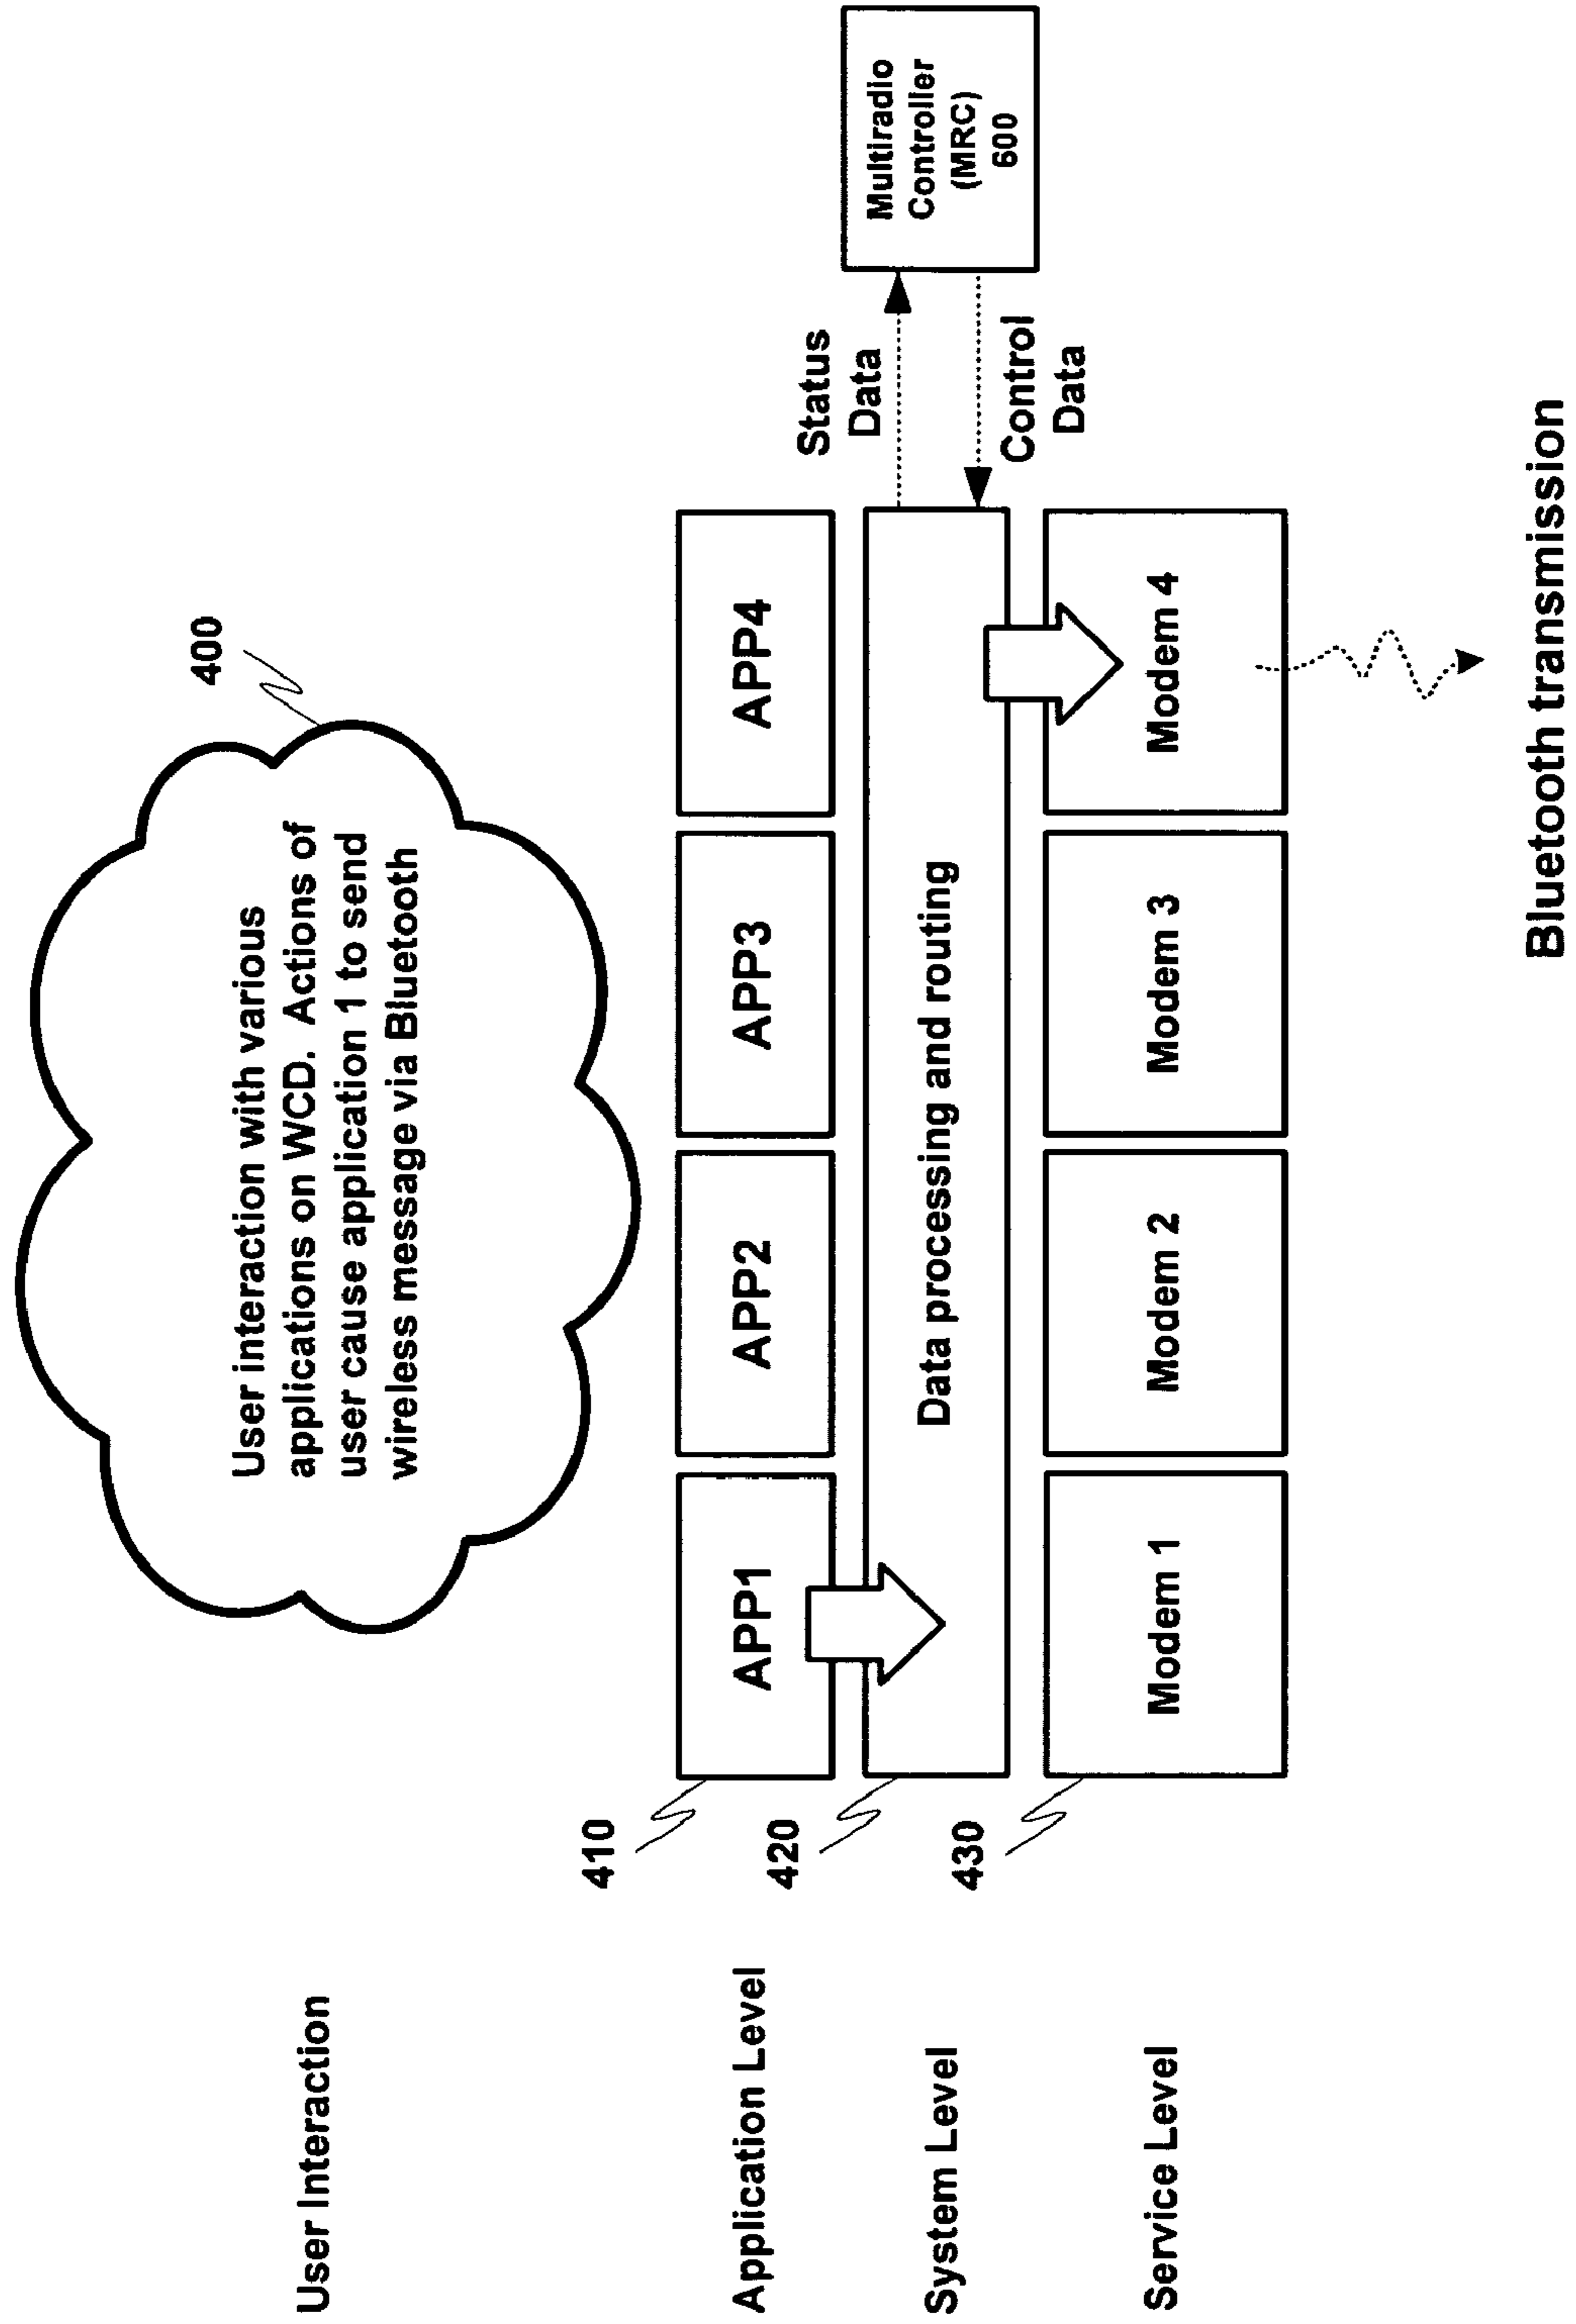 400
User Interaction
User interaction with various
applications on WCD. Actions of
user cause application 1 to send
wireless message via Bluetooth
410
Application Level
APP1
APP2
APP3
APP4
420
System Level
Data processing and routing
Status
Data
Control
Data
Multiradio
Controller
(MRC)
600
430
Service Level
Modem 1
Modem 2
Modem 3
Modem 4
Bluetooth transmission